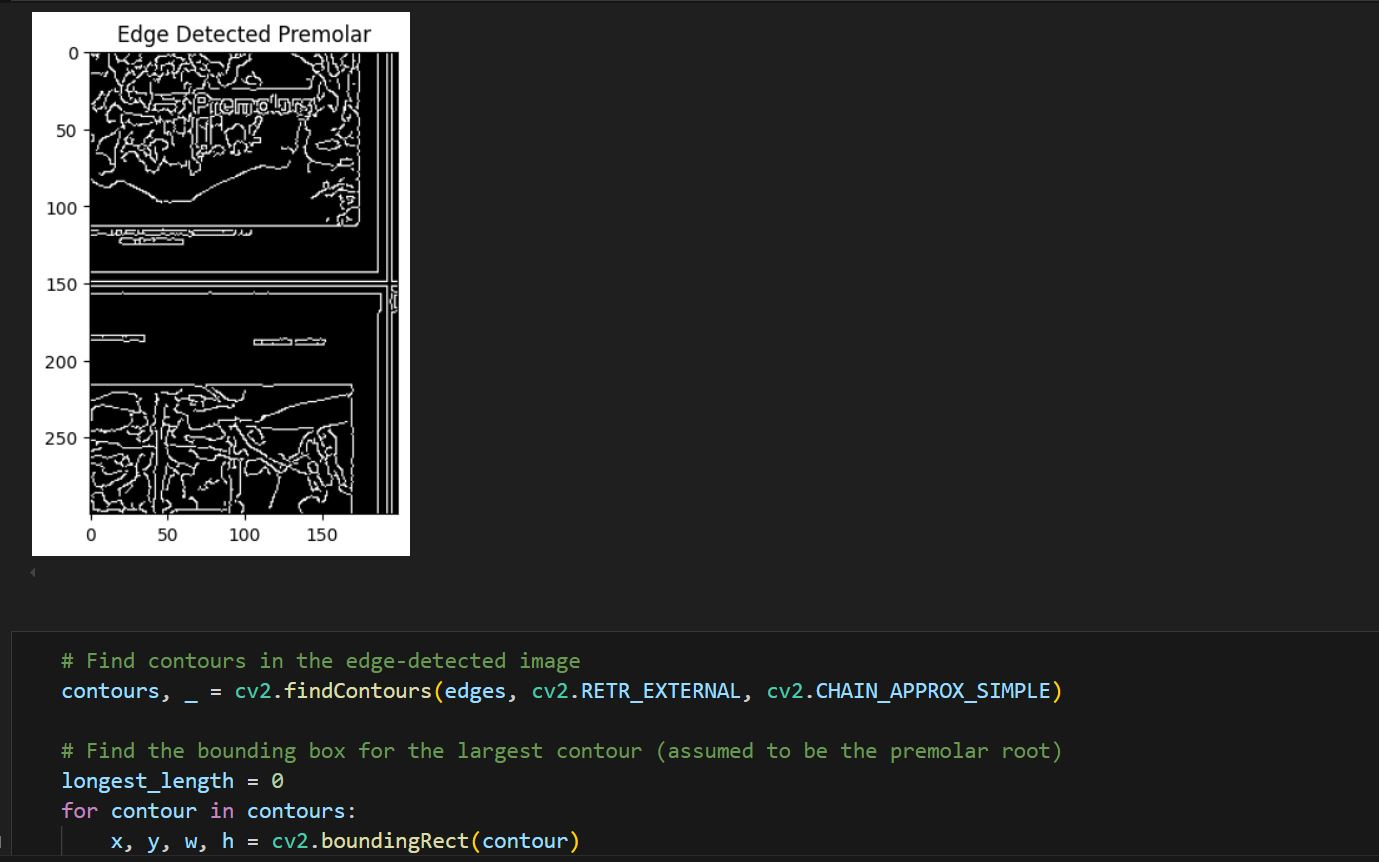 Edge Detected Premolar
0
Premolars
50
100
150
200
250
0 50 100 150
# Find contours in the edge-detected image
contours, _ = cv2.findContours(edges, cv2.RETR_EXTERNAL, cv2.CHAIN_APPROX_SIMPLE)
# Find the bounding box for the largest contour (assumed to be the premolar root)
longest_length = 0
for contour in contours:
x, y, w, h = cv2.boundingRect(contour)